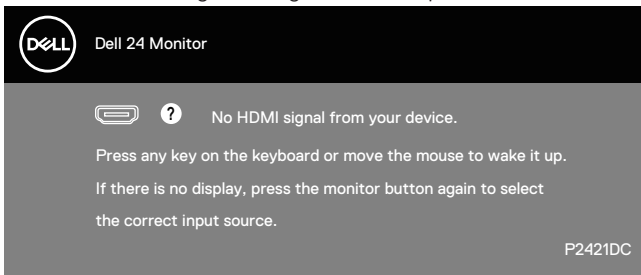 DELL
Dell 24 Monitor
? No HDMI signal from your device.
Press any key on the keyboard or move the mouse to wake it up.
If there is no display, press the monitor button again to select
the correct input source.
P2421DC